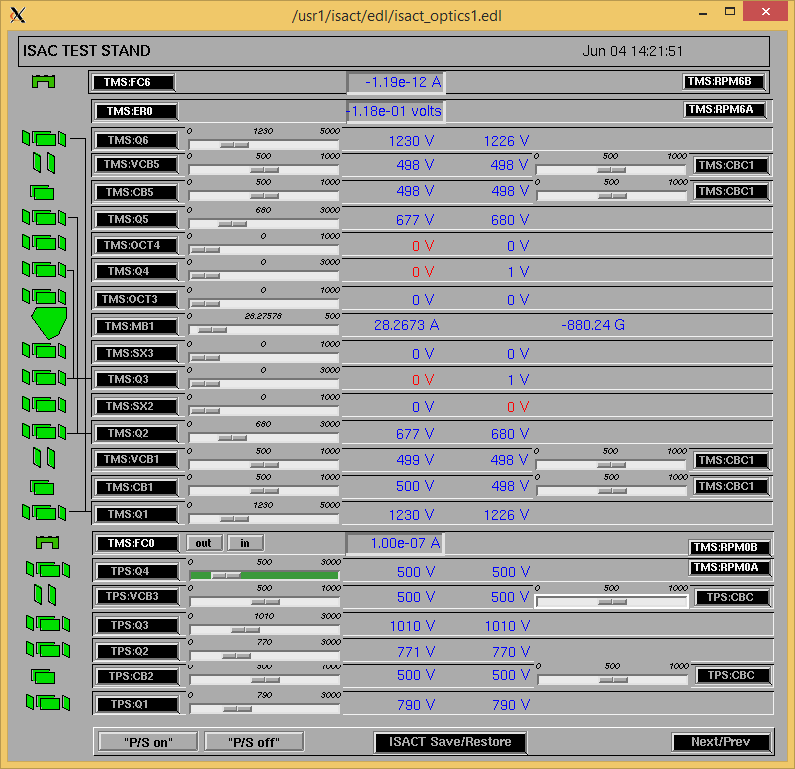 /usr1/isact/edl/isact_optics1.edl
ISAC TEST STAND Jun 04 14:21:51
TMS:FC6 -1.19e-12 A TMS:RPM6B
TMS:ER0 -1.18e-01 volts TMS:RPM6A
TMS:Q6 0 1230 5000 1230 V 1226 V
TMS:VCB5 0 500 1000 498 V 498 V 0 500 1000 TMS:CBC1
TMS:CB5 0 500 1000 498 V 498 V 0 500 1000 TMS:CBC1
TMS:Q5 0 680 3000 677 V 680 V
TMS:OCT4 0 0 1000 0 V 0 V
TMS:Q4 0 0 3000 0 V 1 V
TMS:OCT3 0 0 1000 0 V 0 V
TMS:MB1 0 28.27578 500 28.2673 A -880.24 G
TMS:SX3 0 0 1000 0 V 0 V
TMS:Q3 0 0 3000 0 V 1 V
TMS:SX2 0 0 1000 0 V 0 V
TMS:Q2 0 680 3000 677 V 680 V
TMS:VCB1 0 500 1000 499 V 498 V 0 500 1000 TMS:CBC1
TMS:CB1 0 500 1000 500 V 498 V 0 500 1000 TMS:CBC1
TMS:Q1 0 1230 5000 1230 V 1226 V
TMS:FC0 out in 1.00e-07 A TMS:RPM0B
TPS:Q4 0 500 3000 500 V 500 V TMS:RPM0A
TPS:VCB3 0 500 1000 500 V 500 V 0 500 1000 TPS:CBC
TPS:Q3 0 1010 3000 1010 V 1010 V
TPS:Q2 0 770 3000 771 V 770 V
TPS:CB2 0 500 1000 500 V 500 V 0 500 1000 TPS:CBC
TPS:Q1 0 790 3000 790 V 790 V
"P/S on" "P/S off" ISACT Save/Restore Next/Prev